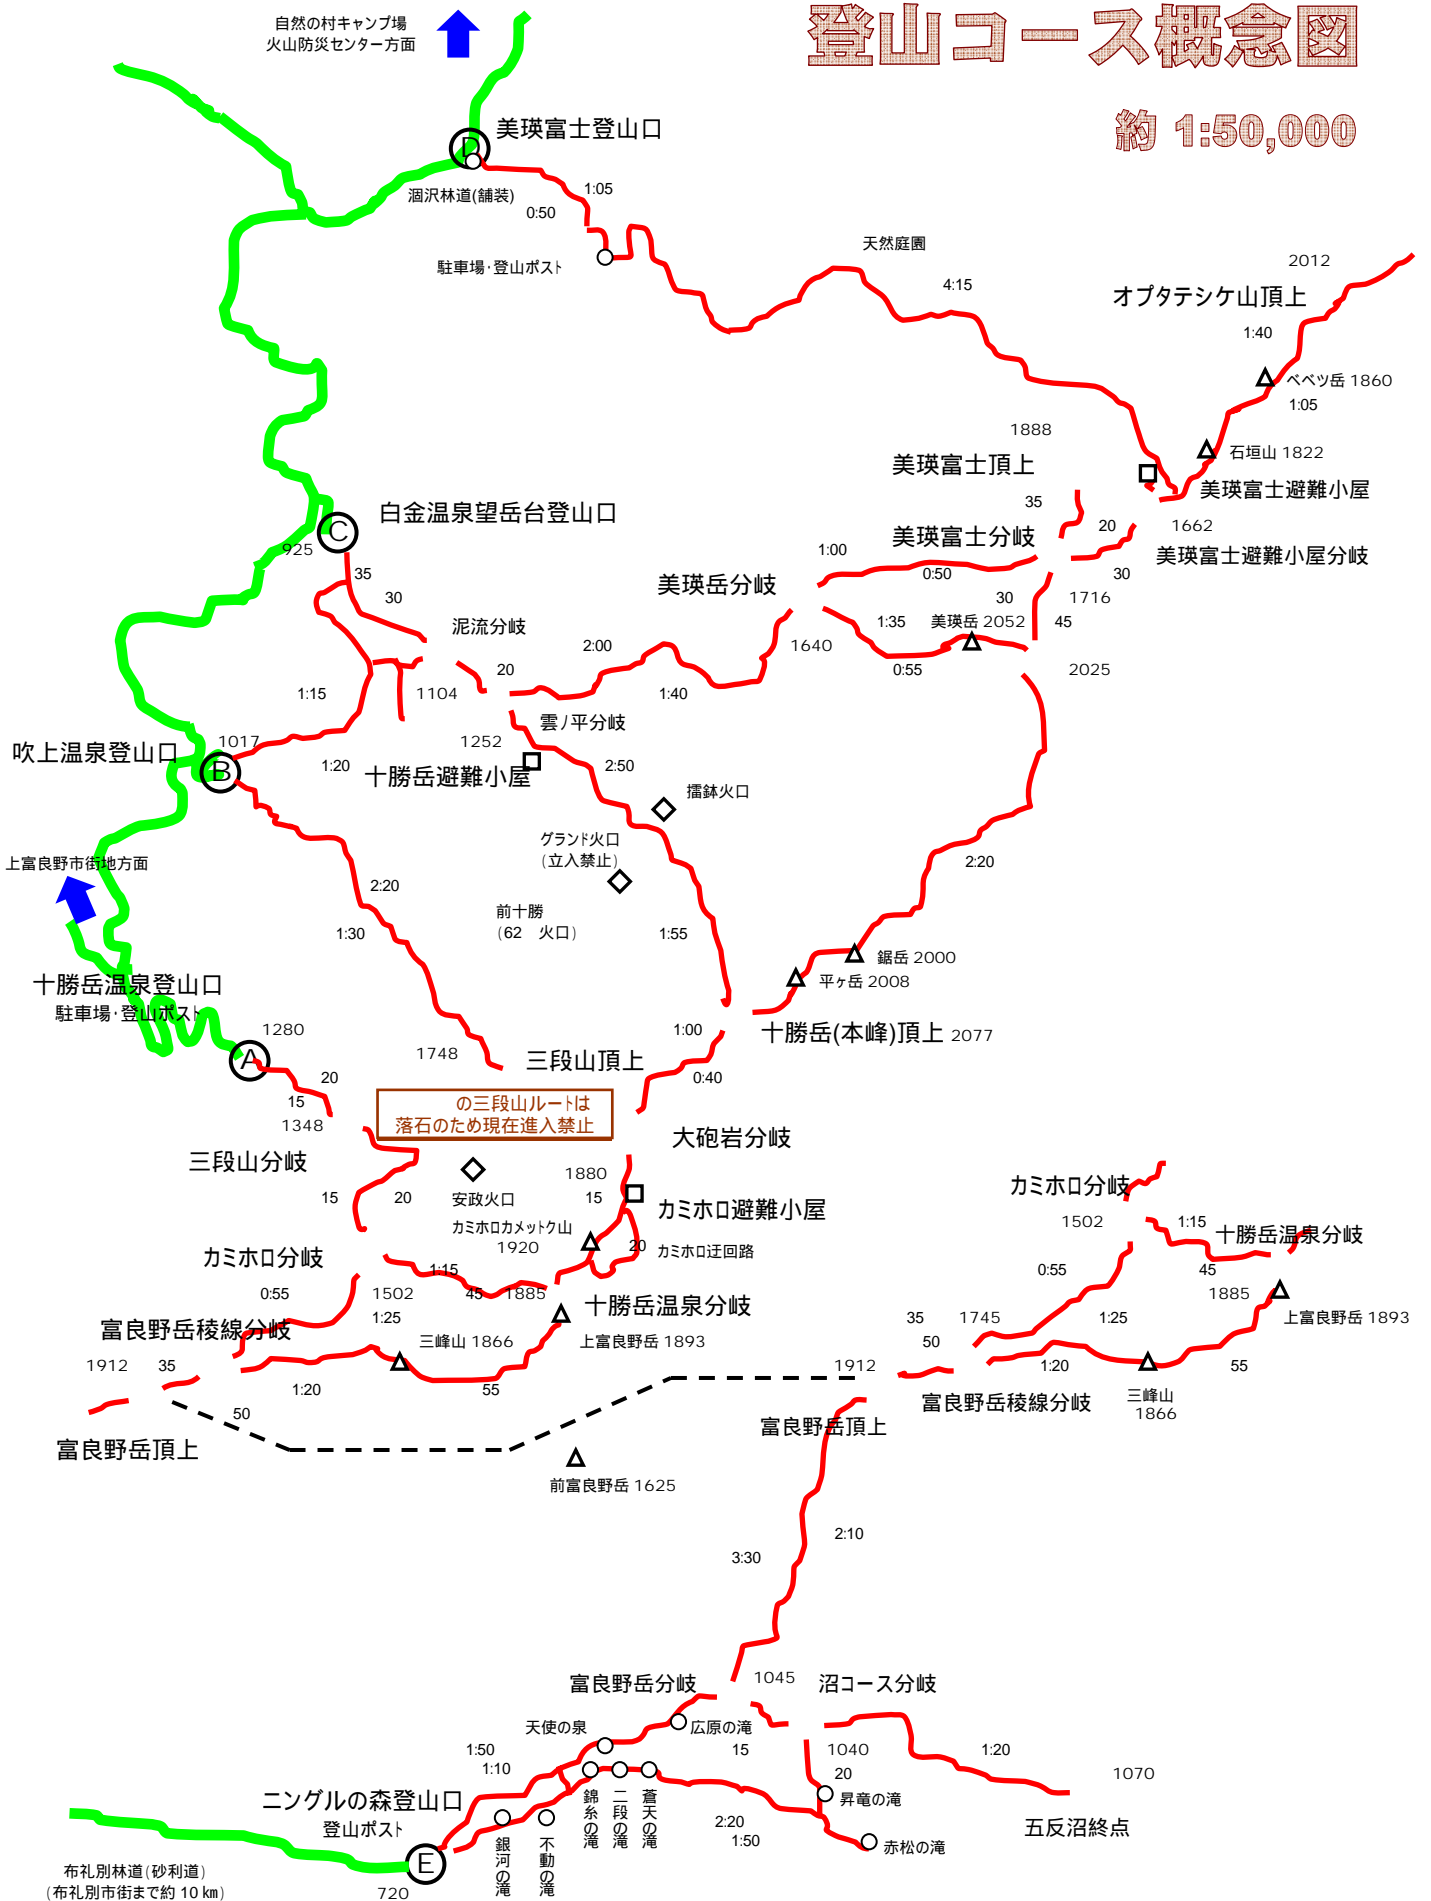 登山コース概念図
約 1:50,000
自然の村キャンプ場
火山防災センター方面
D
美瑛富士登山口
涸沢林道(舗装)
1:05
0:50
駐車場・登山ポスト
天然庭園
4:15
2012
オプタテシケ山頂上
1:40
ベベツ岳 1860
1:05
石垣山 1822
1888
美瑛富士頂上
美瑛富士避難小屋
35
20
1662
美瑛富士分岐
美瑛富士避難小屋分岐
C
白金温泉望岳台登山口
925
35
30
1:00
0:50
30
30
1716
美瑛岳分岐
泥流分岐
1:35
美瑛岳 2052
45
2:00
1640
20
0:55
2025
1:15
1104
1:40
雲ノ平分岐
1017
1252
吹上温泉登山口
B
1:20
十勝岳避難小屋
2:50
擂鉢火口
グランド火口
(立入禁止)
上富良野市街地方面
2:20
2:20
前十勝
(62 火口)
1:30
1:55
鋸岳 2000
平ヶ岳 2008
十勝岳温泉登山口
駐車場・登山ポスト
1280
A
1:00
十勝岳(本峰)頂上 2077
1748
三段山頂上
20
0:40
15
1348
の三段山ルートは
落石のため現在進入禁止
大砲岩分岐
三段山分岐
1880
15
20
安政火口
15
カミホロ避難小屋
カミホロカメットク山
1920
20
カミホロ迂回路
カミホロ分岐
1:15
0:55
1502
45
1885
十勝岳温泉分岐
1:25
富良野岳稜線分岐
三峰山 1866
上富良野岳 1893
1912
35
1:20
55
50
富良野岳頂上
カミホロ分岐
1502
1:15
十勝岳温泉分岐
0:55
45
1885
35
1745
1:25
上富良野岳 1893
50
1912
1:20
55
富良野岳稜線分岐
三峰山
1866
富良野岳頂上
前富良野岳 1625
2:10
3:30
富良野岳分岐
1045
沼コース分岐
天使の泉
広原の滝
1:50
15
1040
1:20
1:10
20
1070
ニングルの森登山口
登山ポスト
昇竜の滝
錦糸の滝
二段の滝
蒼天の滝
2:20
五反沼終点
1:50
赤松の滝
銀河の滝
不動の滝
E
布礼別林道(砂利道)
(布礼別市街まで約 10 km)
720